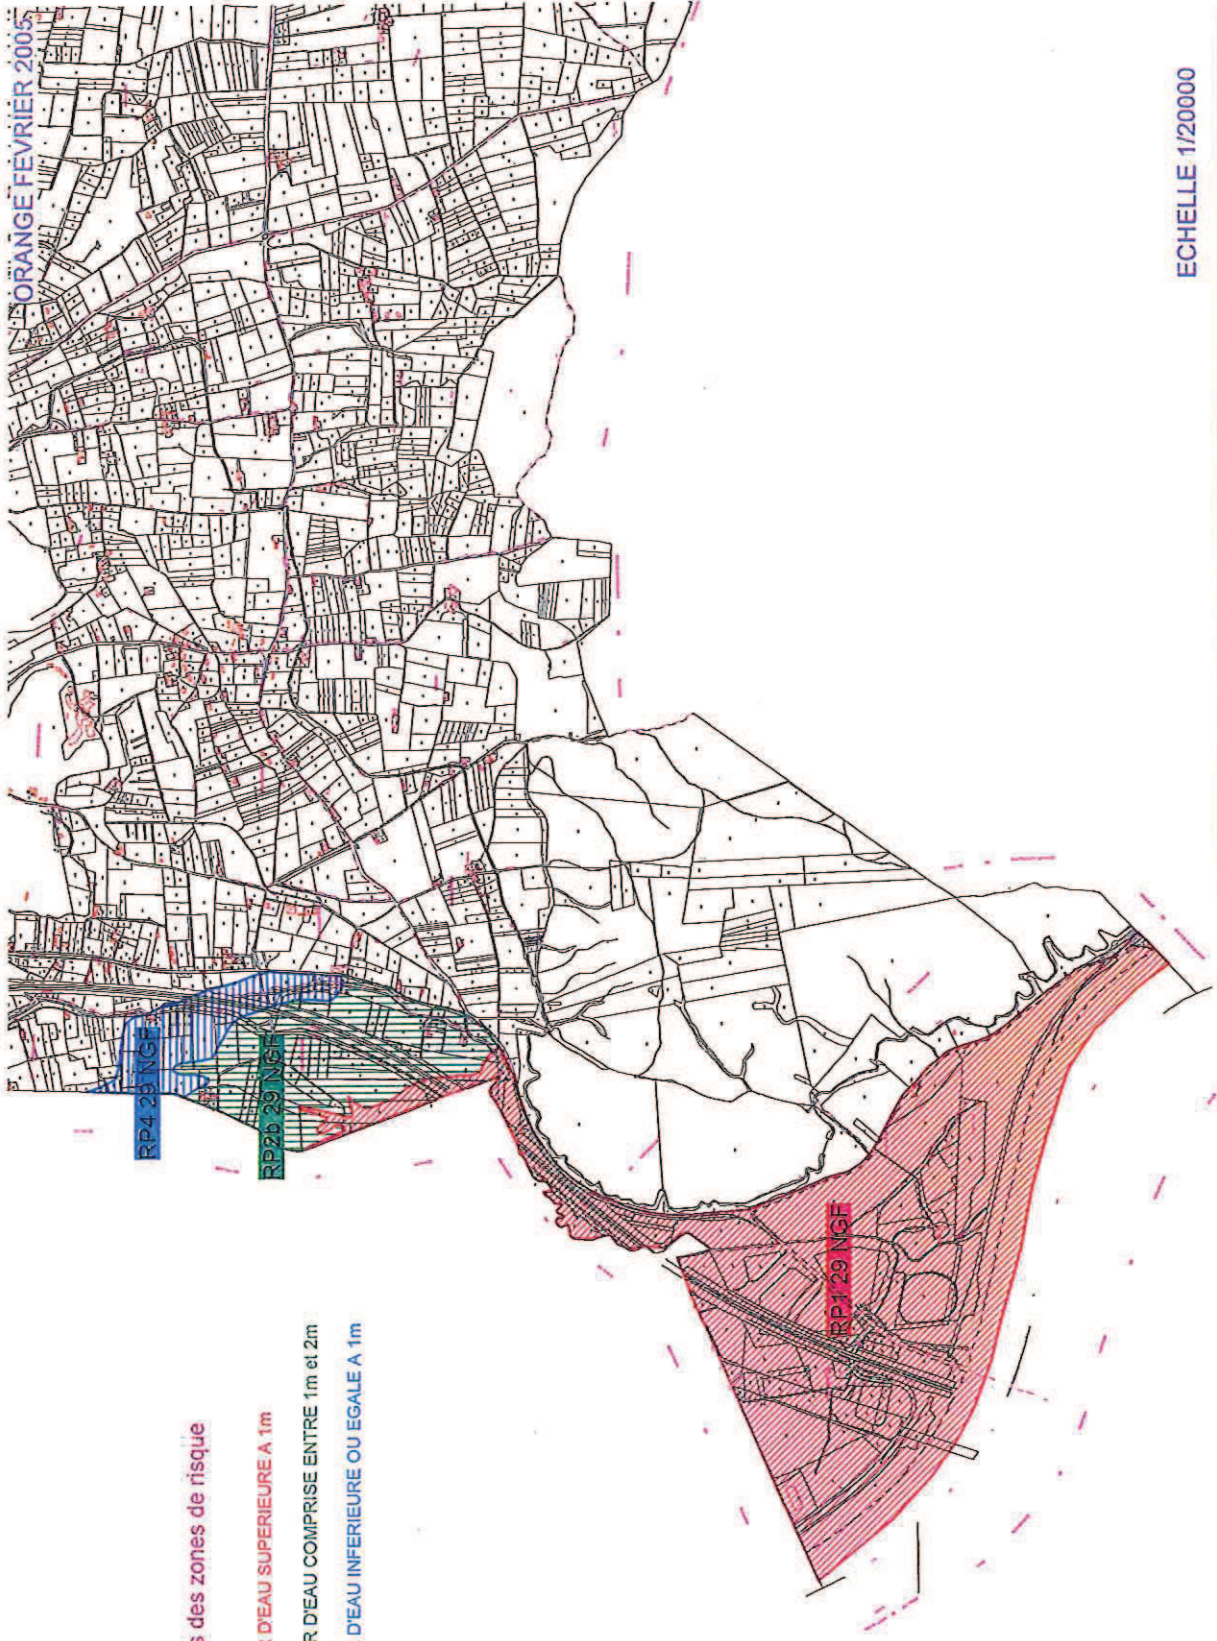 ORANGE FEVRIER 2005
s des zones de risque
D'EAU SUPERIEURE A 1m
R D'EAU COMPRISE ENTRE 1m et 2m
D'EAU INFERIEURE OU EGALE A 1m
RP4 29 NGF
RP2b 29 NGF
RP1 29 NGF
ECHELLE 1/20000